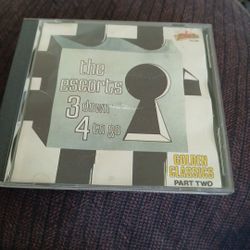 the
escorts
3 down
4 to go
GOLDEN
CLASSICS
PART TWO